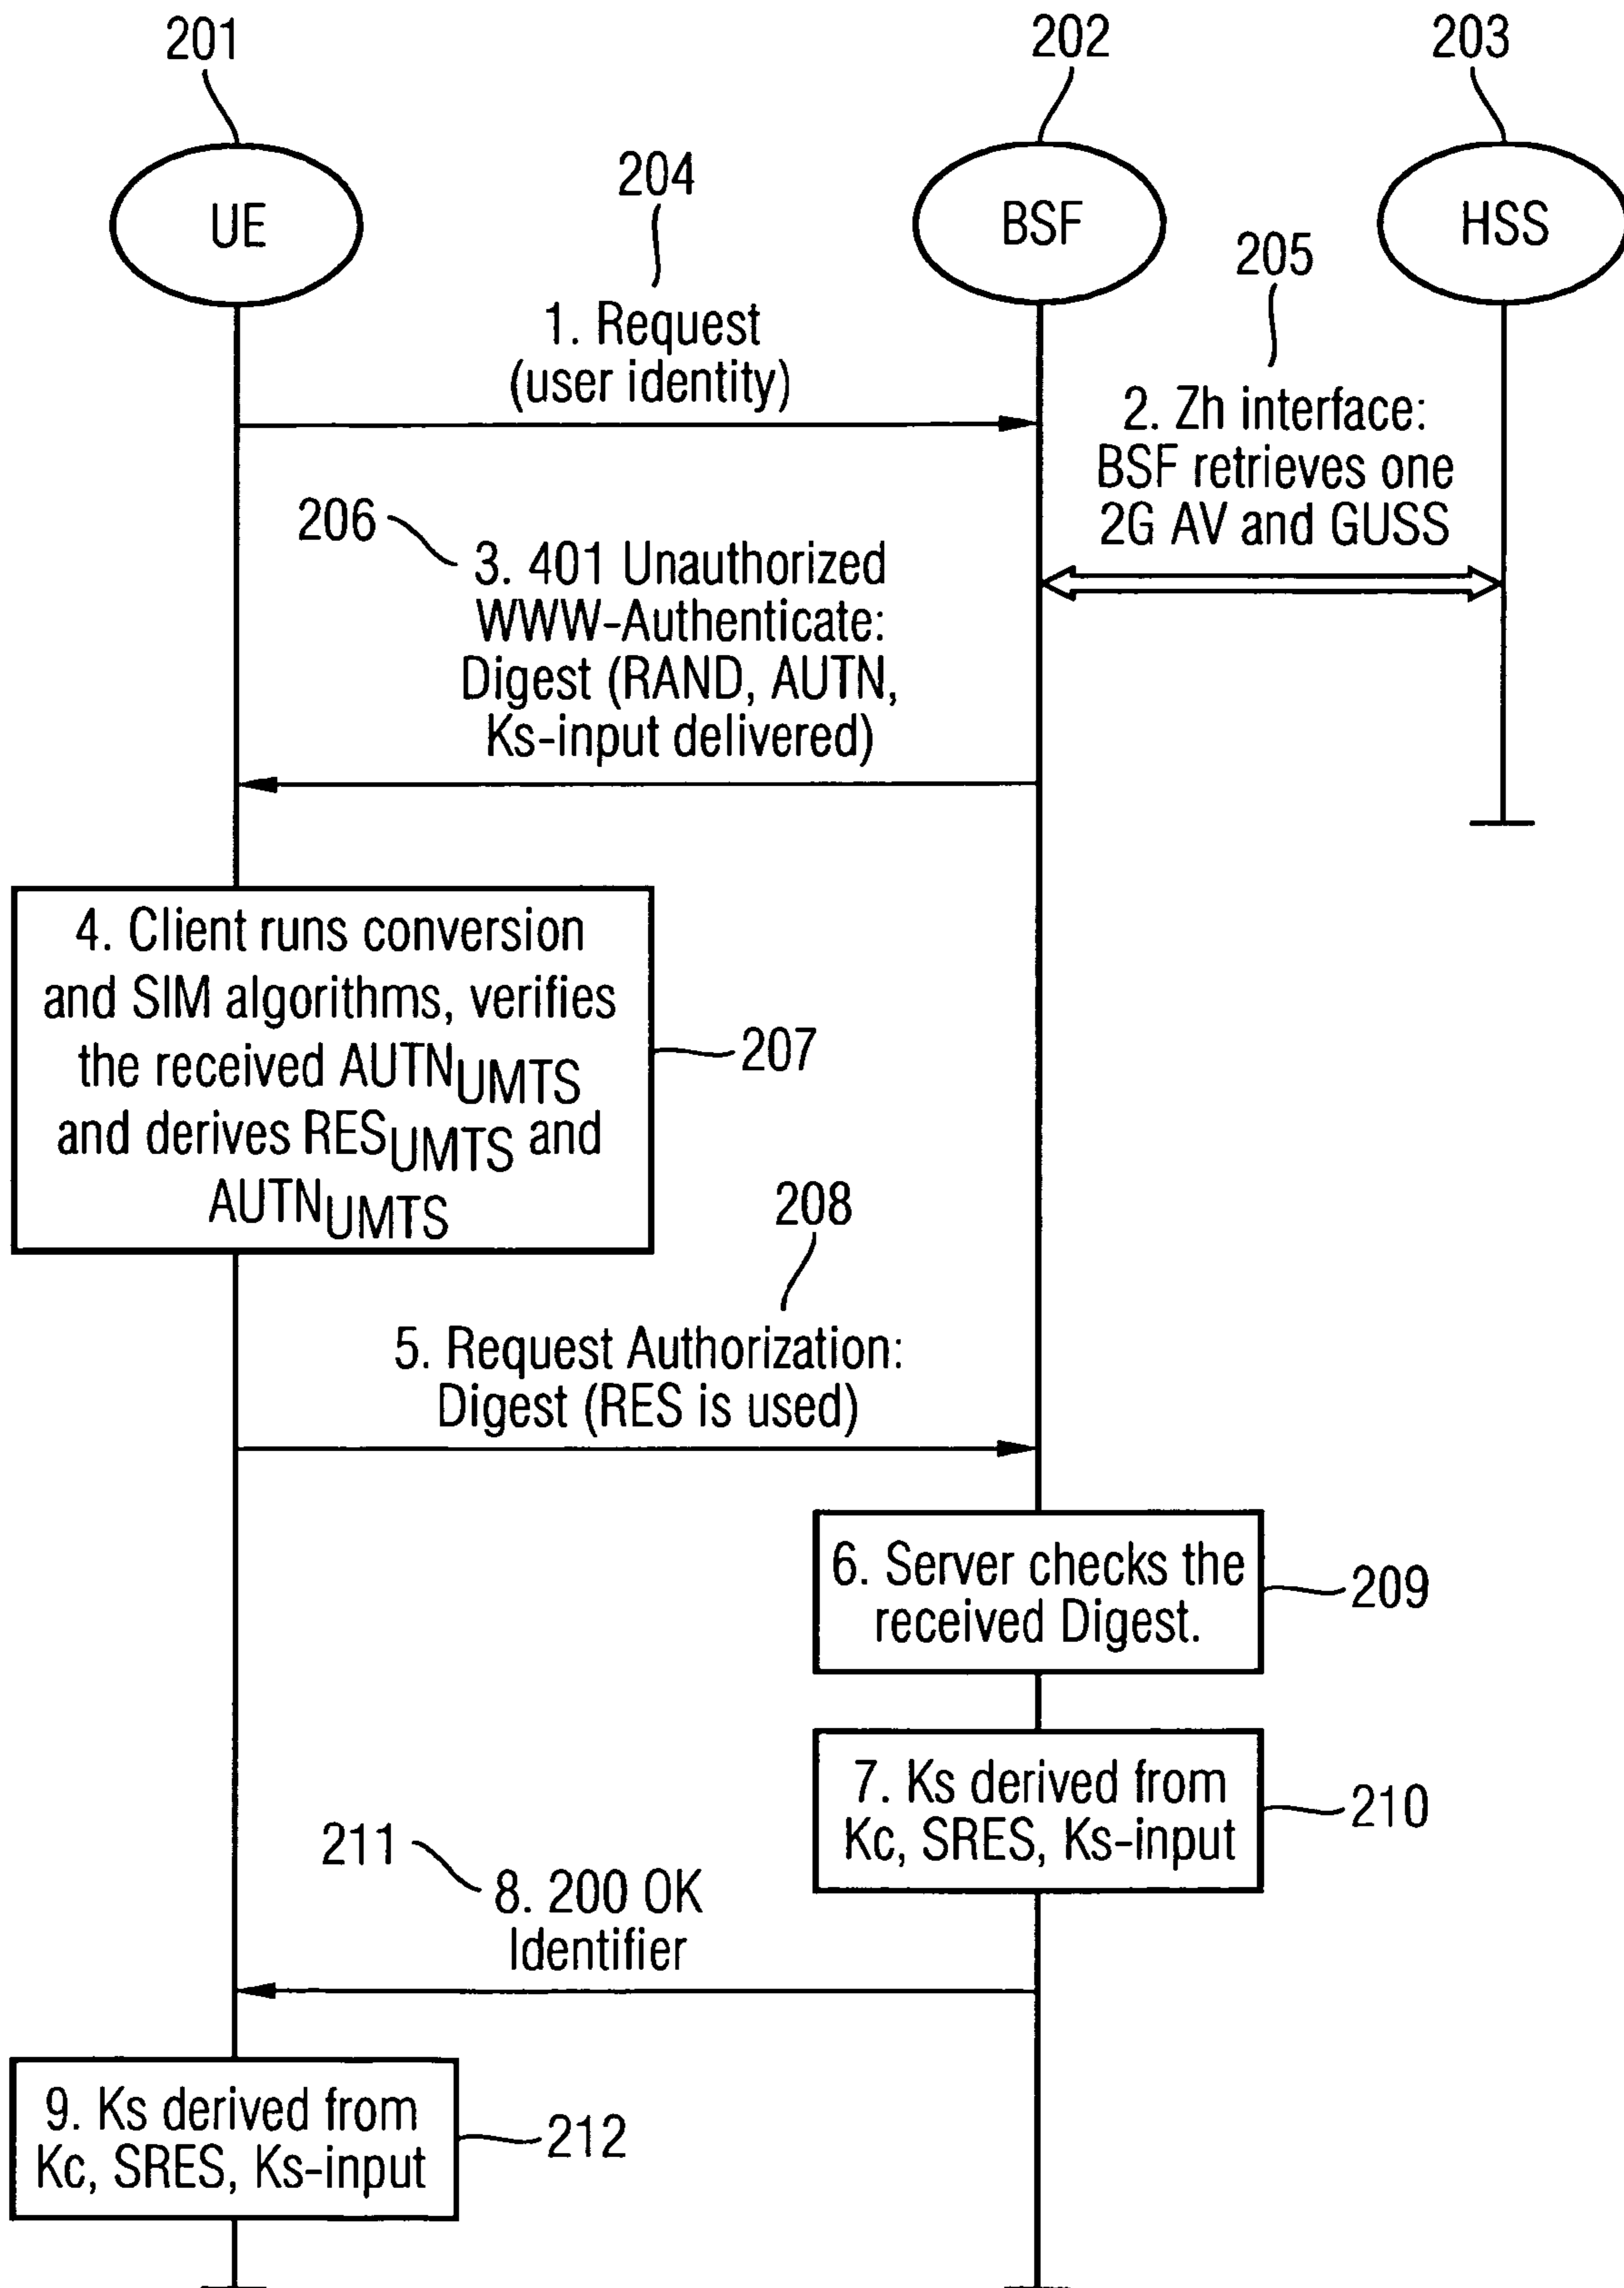 201
202
203
UE
BSF
HSS
204
1. Request
(user identity)
205
2. Zh interface:
BSF retrieves one
2G AV and GUSS
206
3. 401 Unauthorized
WWW-Authenticate:
Digest (RAND, AUTN,
Ks-input delivered)
4. Client runs conversion
and SIM algorithms, verifies
the received AUTNUMTS
and derives RESUMTS and
AUTNUMTS
207
208
5. Request Authorization:
Digest (RES is used)
6. Server checks the
received Digest.
209
7. Ks derived from
Kc, SRES, Ks-input
210
211
8. 200 OK
Identifier
9. Ks derived from
Kc, SRES, Ks-input
212